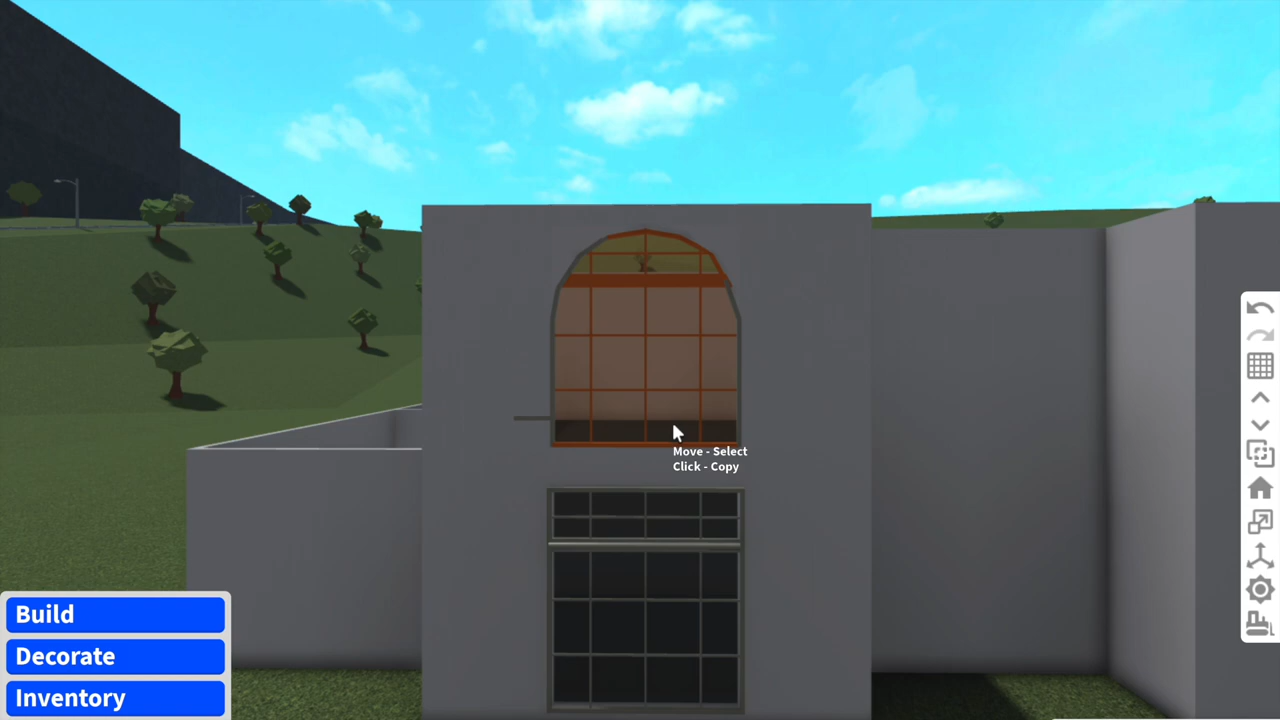 Move - Select
Click - Copy
Build
Decorate
Inventory